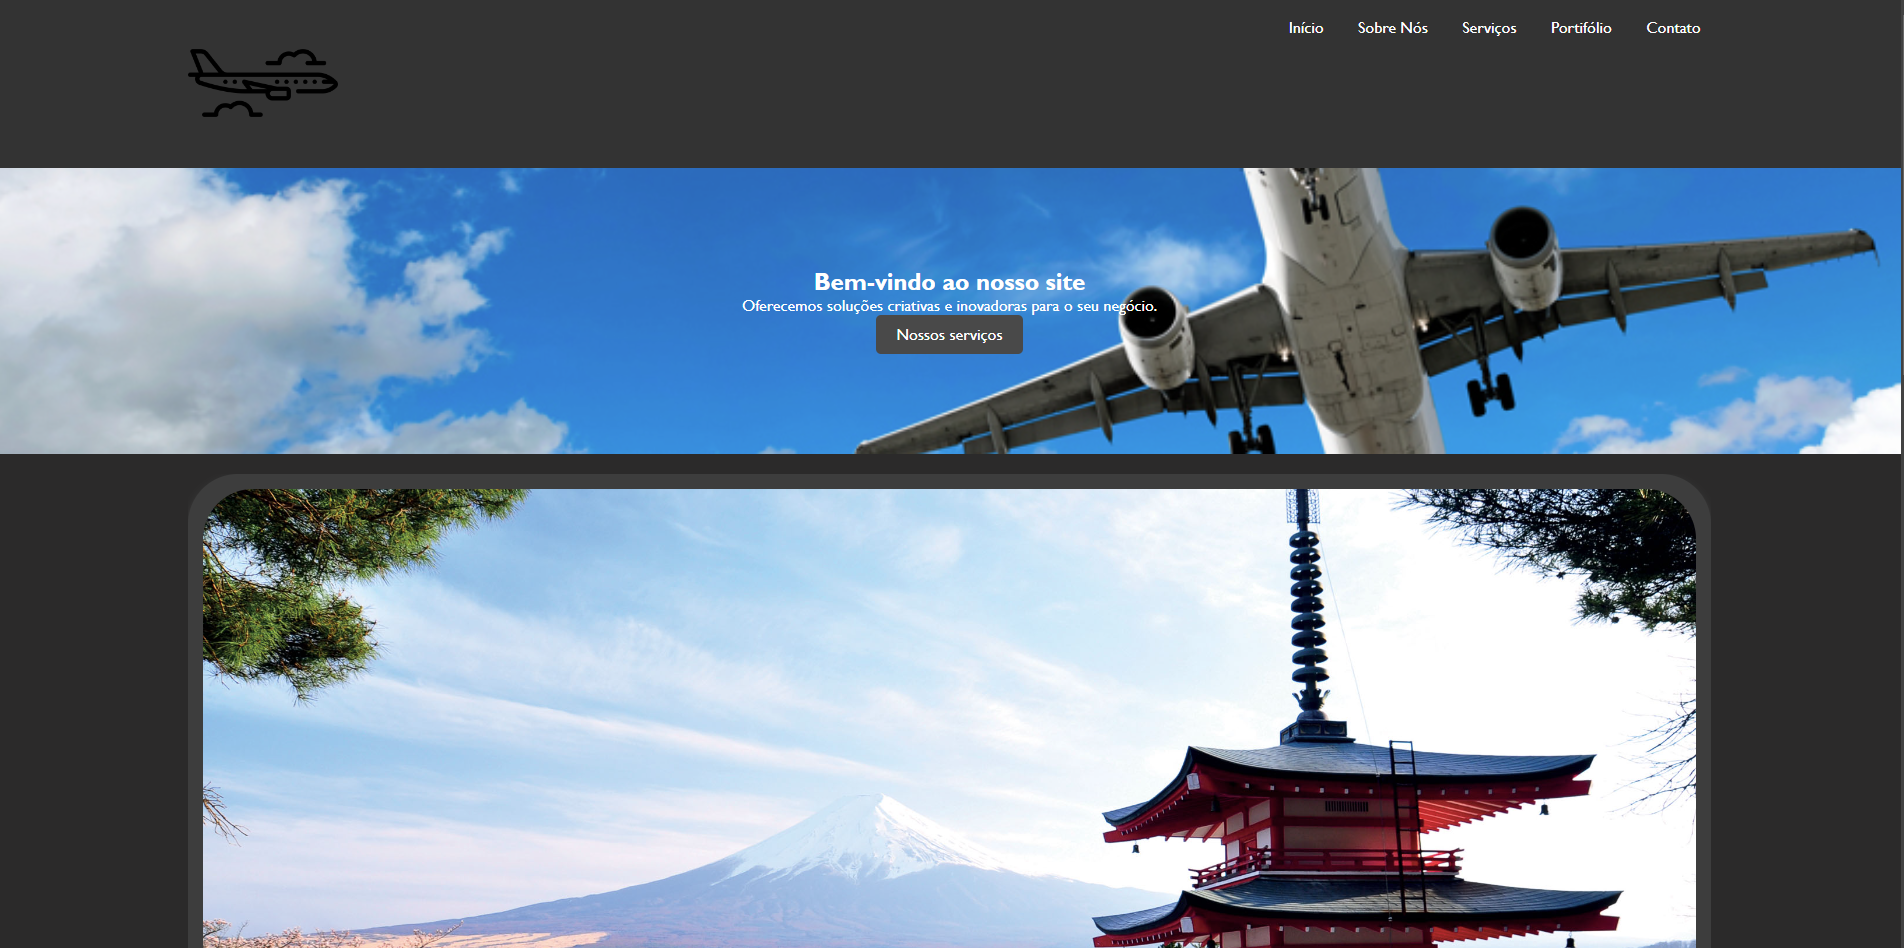 Início Sobre Nós Serviços Portifólio Contato
Bem-vindo ao nosso site
Oferecemos soluções criativas e inovadoras para o seu negócio.
Nossos serviços